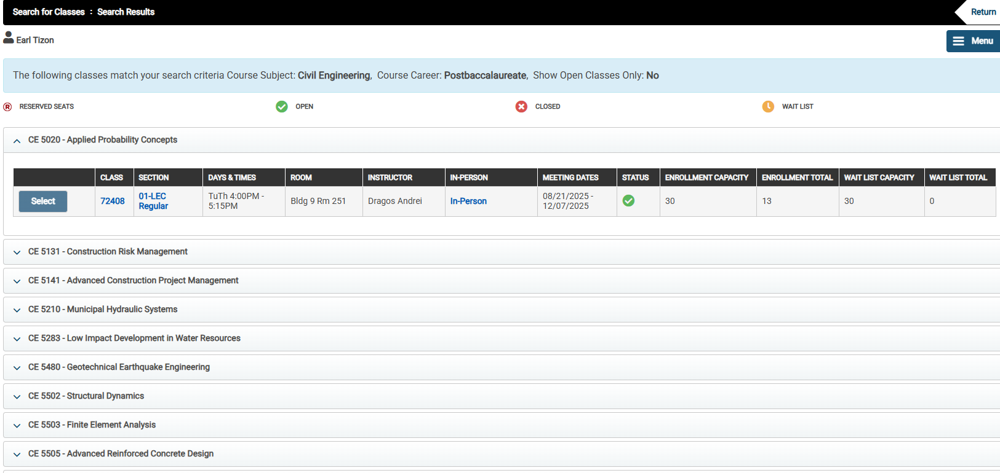 Search for Classes : Search Results
Return
Earl Tizon
Menu
The following classes match your search criteria Course Subject: Civil Engineering, Course Career: Postbaccalaureate, Show Open Classes Only: No
R RESERVED SEATS OPEN CLOSED WAIT LIST
CE 5020 - Applied Probability Concepts
CLASS SECTION DAYS & TIMES ROOM INSTRUCTOR IN-PERSON MEETING DATES STATUS ENROLLMENT CAPACITY ENROLLMENT TOTAL WAIT LIST CAPACITY WAIT LIST TOTAL
Select 72408 01-LEC Regular TuTh 4:00PM - 5:15PM Bldg 9 Rm 251 Dragos Andrei In-Person 08/21/2025 - 12/07/2025 30 13 30 0
CE 5131 - Construction Risk Management
CE 5141 - Advanced Construction Project Management
CE 5210 - Municipal Hydraulic Systems
CE 5283 - Low Impact Development in Water Resources
CE 5480 - Geotechnical Earthquake Engineering
CE 5502 - Structural Dynamics
CE 5503 - Finite Element Analysis
CE 5505 - Advanced Reinforced Concrete Design